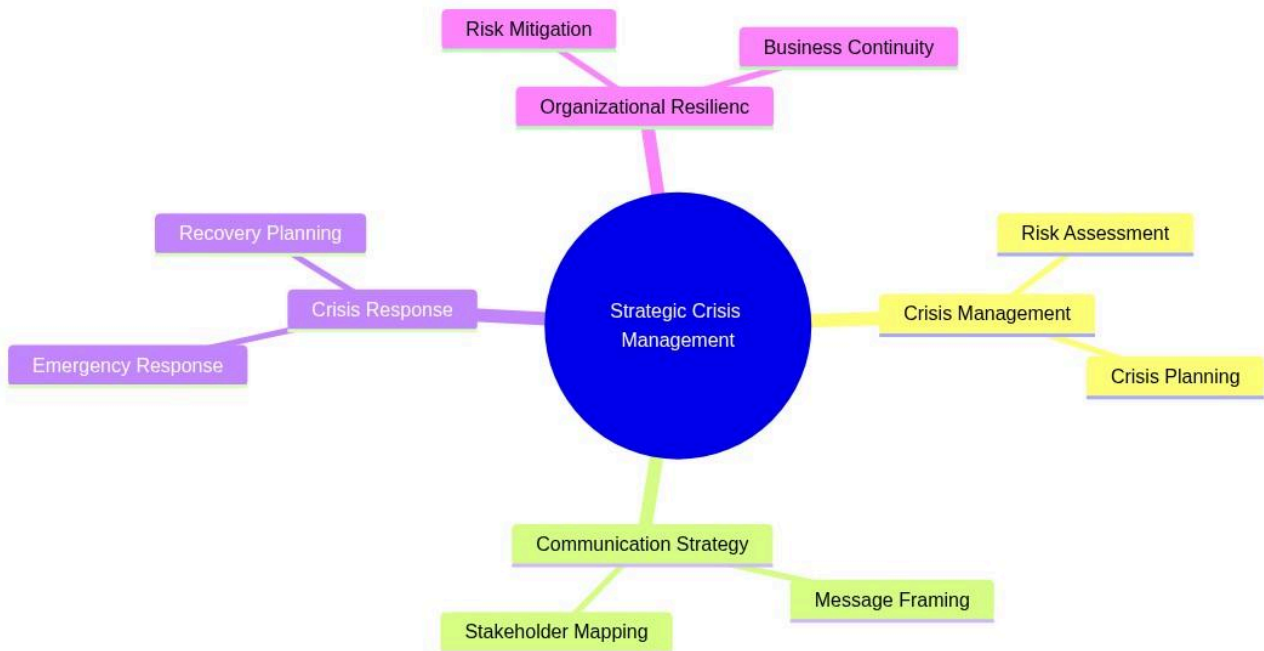 Risk Mitigation
Business Continuity
Organizational Resilienc
Recovery Planning
Risk Assessment
Crisis Response
Strategic Crisis
Management
Crisis Management
Emergency Response
Crisis Planning
Communication Strategy
Message Framing
Stakeholder Mapping